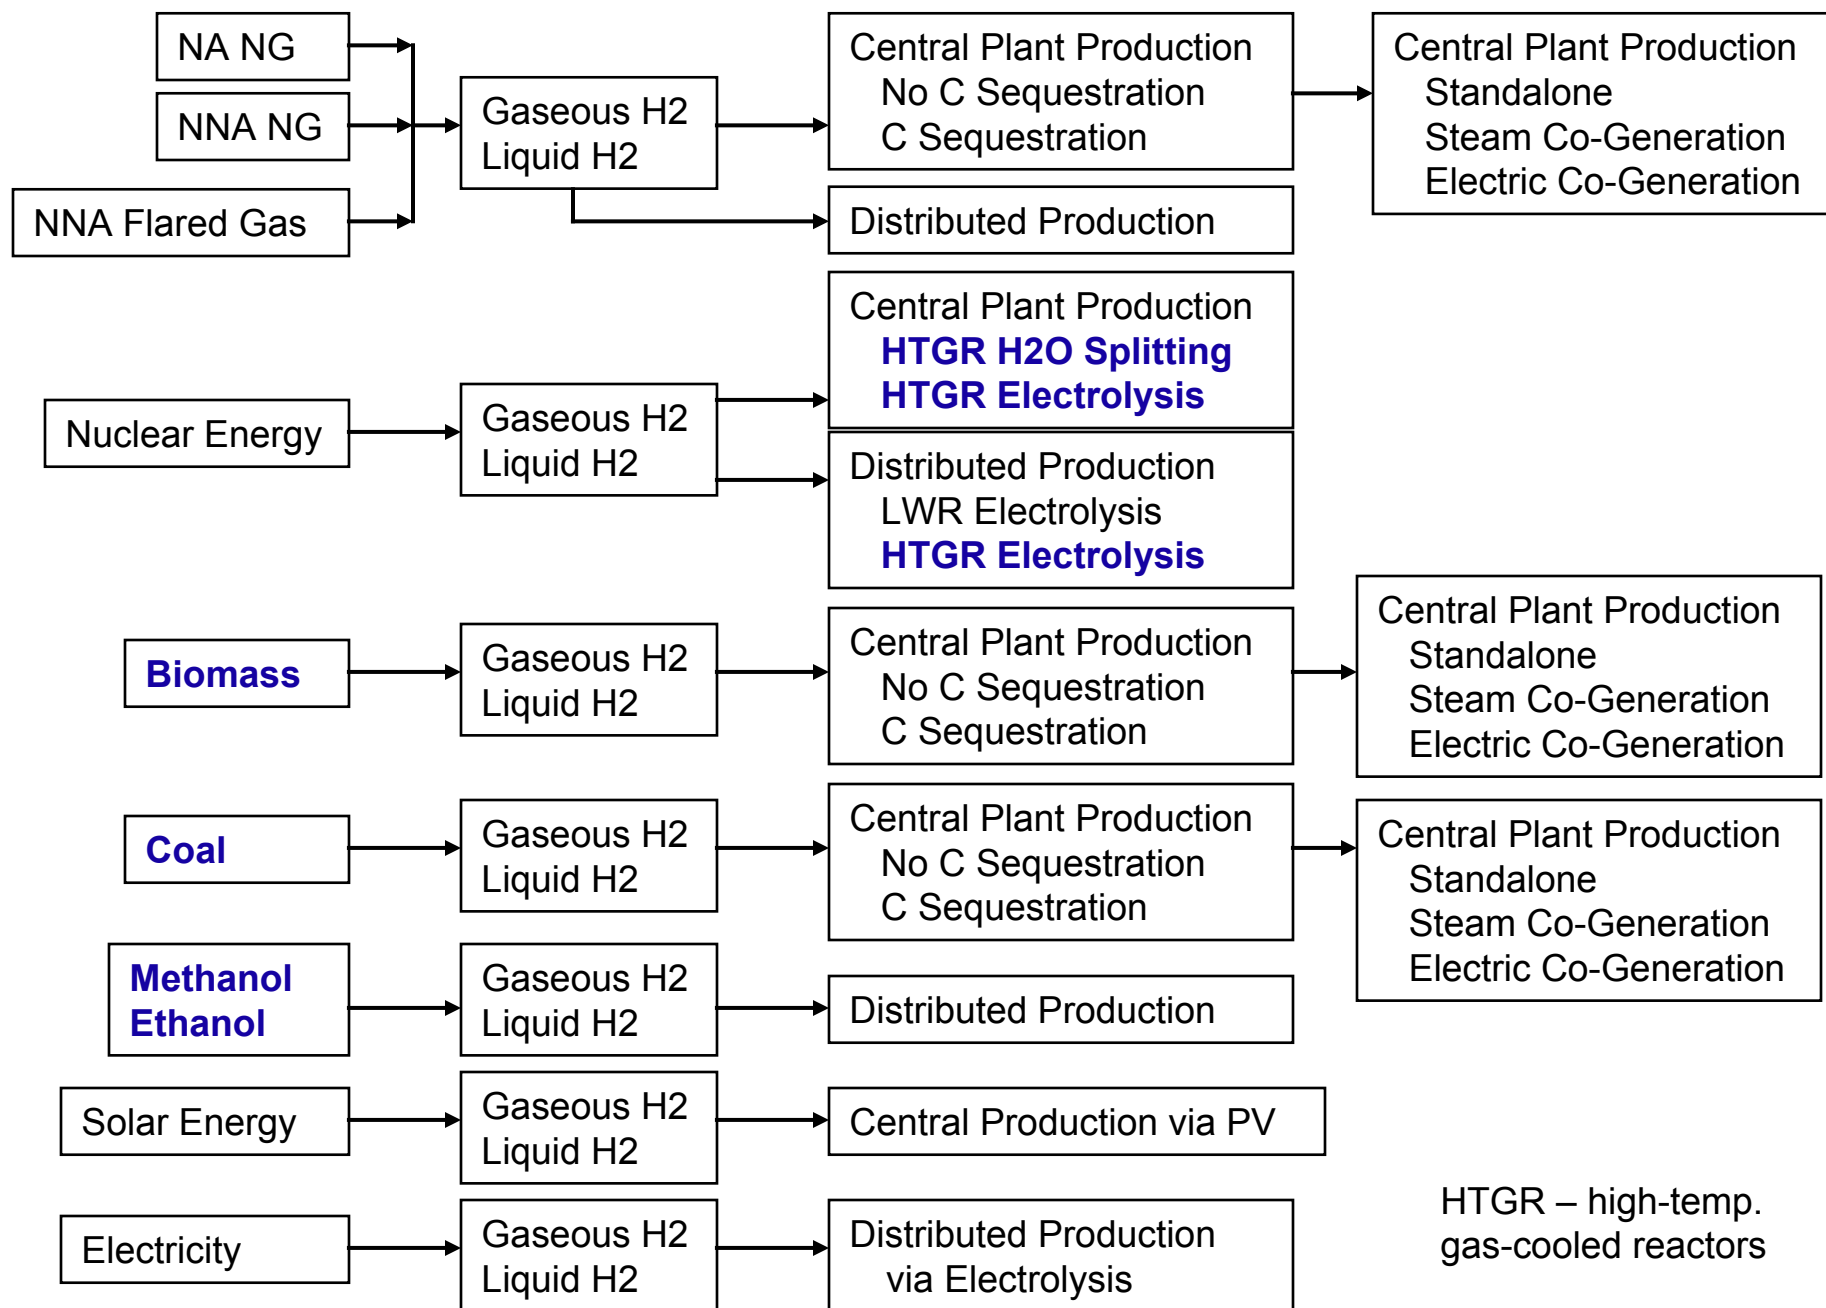 NA NG
NNA NG
NNA Flared Gas
Gaseous H2
Liquid H2
Central Plant Production
No C Sequestration
C Sequestration
Distributed Production
Central Plant Production
Standalone
Steam Co-Generation
Electric Co-Generation
Nuclear Energy
Gaseous H2
Liquid H2
Central Plant Production
HTGR H2O Splitting
HTGR Electrolysis
Distributed Production
LWR Electrolysis
HTGR Electrolysis
Biomass
Gaseous H2
Liquid H2
Central Plant Production
No C Sequestration
C Sequestration
Central Plant Production
Standalone
Steam Co-Generation
Electric Co-Generation
Coal
Gaseous H2
Liquid H2
Central Plant Production
No C Sequestration
C Sequestration
Central Plant Production
Standalone
Steam Co-Generation
Electric Co-Generation
Methanol
Ethanol
Gaseous H2
Liquid H2
Distributed Production
Solar Energy
Gaseous H2
Liquid H2
Central Production via PV
Electricity
Gaseous H2
Liquid H2
Distributed Production
via Electrolysis
HTGR – high-temp.
gas-cooled reactors